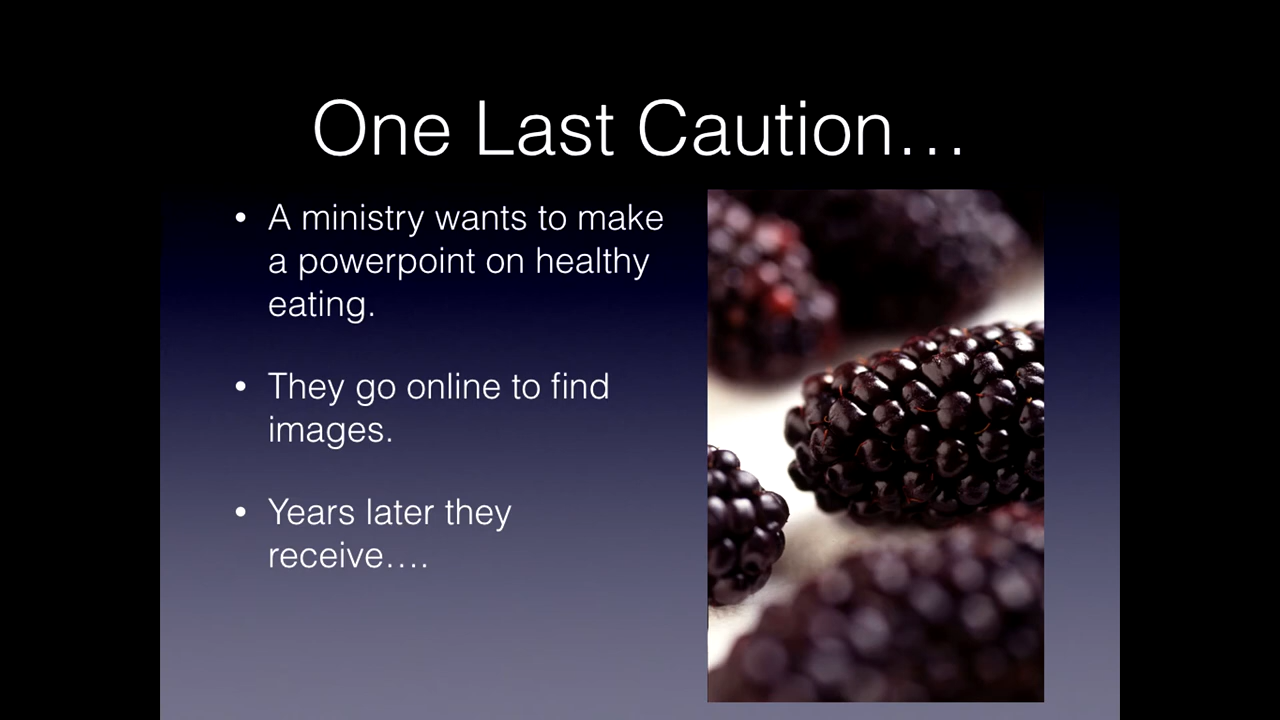 One Last Caution…
• A ministry wants to make
a powerpoint on healthy
eating.
• They go online to find
images.
• Years later they
receive….